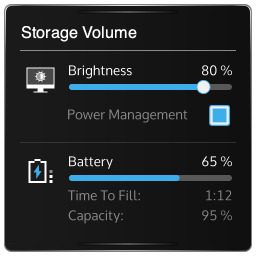 Storage Volume
Brightness 80 %
Power Management
Battery 65 %
Time To Fill: 1:12
Capacity: 95 %